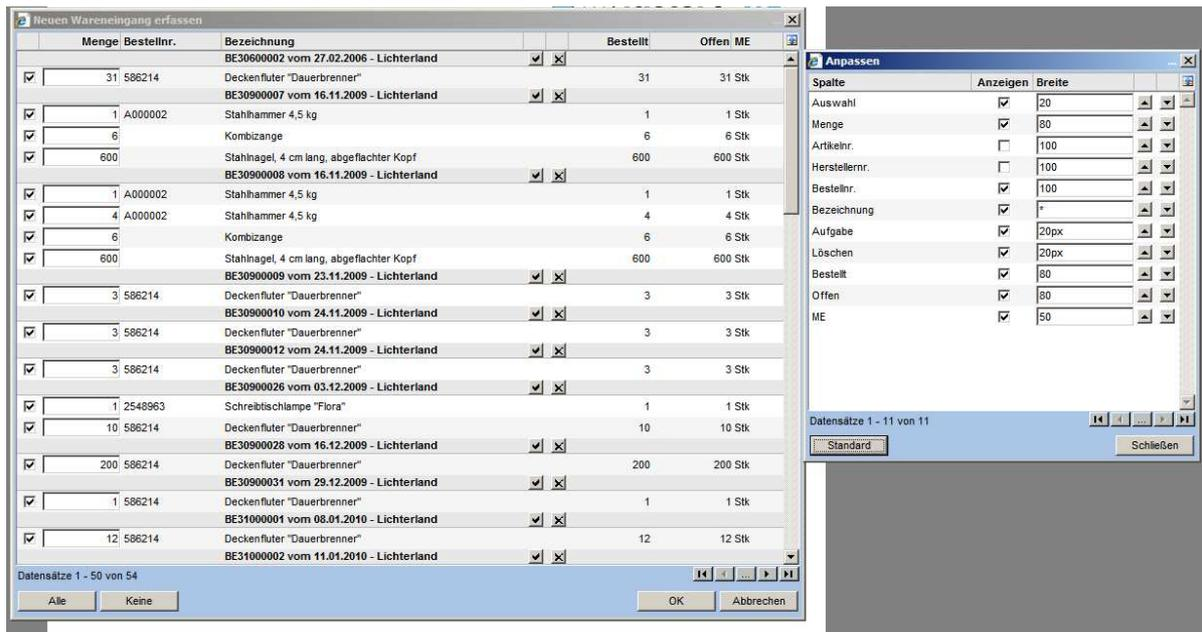 Neuen Wareneingang erfassen
Menge Bestellnr. Bezeichnung Bestellt Offen ME
BE30600002 vom 27.02.2006 - Lichterland
31 586214 Deckenfluter "Dauerbrenner" 31 31 Stk
BE30900007 vom 16.11.2009 - Lichterland
1 A000002 Stahlhammer 4,5 kg 1 1 Stk
6 Kombizange 6 6 Stk
600 Stahlnagel, 4 cm lang, abgeflachter Kopf 600 600 Stk
BE30900008 vom 16.11.2009 - Lichterland
1 A000002 Stahlhammer 4,5 kg 1 1 Stk
4 A000002 Stahlhammer 4,5 kg 4 4 Stk
6 Kombizange 6 6 Stk
600 Stahlnagel, 4 cm lang, abgeflachter Kopf 600 600 Stk
BE30900009 vom 23.11.2009 - Lichterland
3 586214 Deckenfluter "Dauerbrenner" 3 3 Stk
BE30900010 vom 24.11.2009 - Lichterland
3 586214 Deckenfluter "Dauerbrenner" 3 3 Stk
BE30900012 vom 24.11.2009 - Lichterland
3 586214 Deckenfluter "Dauerbrenner" 3 3 Stk
BE30900026 vom 03.12.2009 - Lichterland
1 2548963 Schreibtischlampe "Flora" 1 1 Stk
10 586214 Deckenfluter "Dauerbrenner" 10 10 Stk
BE30900028 vom 16.12.2009 - Lichterland
200 586214 Deckenfluter "Dauerbrenner" 200 200 Stk
BE30900031 vom 29.12.2009 - Lichterland
1 586214 Deckenfluter "Dauerbrenner" 1 1 Stk
BE31000001 vom 08.01.2010 - Lichterland
12 586214 Deckenfluter "Dauerbrenner" 12 12 Stk
BE31000002 vom 11.01.2010 - Lichterland
Datensätze 1 - 50 von 54 ...
Alle Keine OK Abbrechen
Anpassen
Spalte Anzeigen Breite
Auswahl 20
Menge 80
Artikelnr. 100
Herstellernr. 100
Bestellnr. 100
Bezeichnung *
Aufgabe 20px
Löschen 20px
Bestellt 80
Offen 80
ME 50
Datensätze 1 - 11 von 11 ...
Standard Schließen